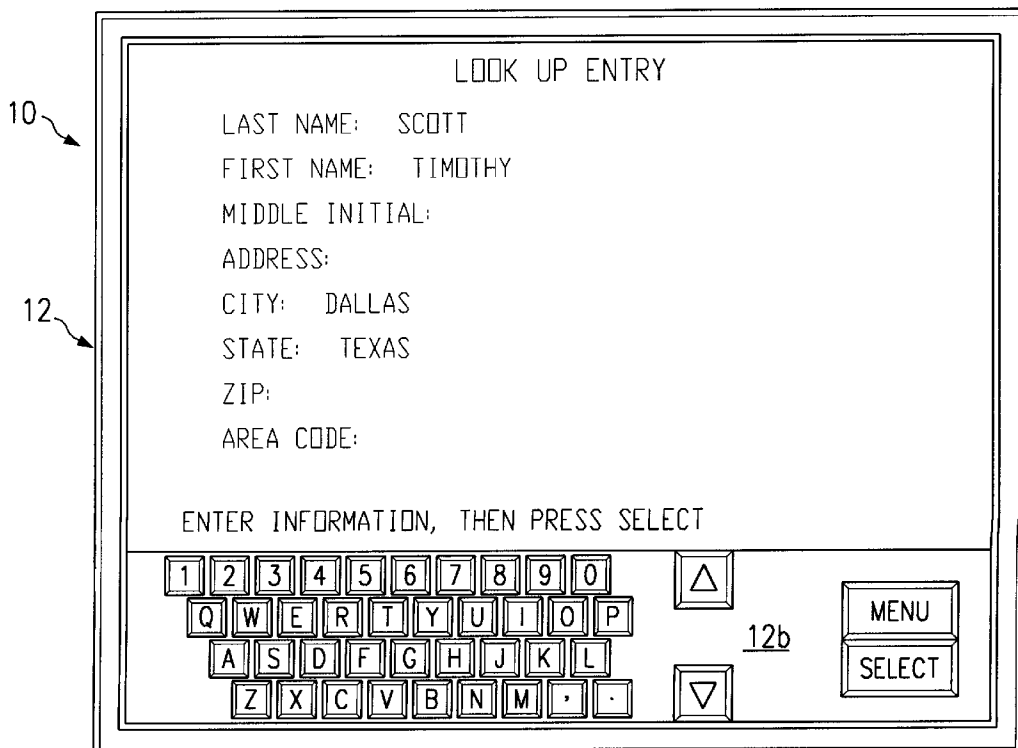 LOOK UP ENTRY
10
LAST NAME: SCOTT
FIRST NAME: TIMOTHY
MIDDLE INITIAL:
ADDRESS:
12
CITY: DALLAS
STATE: TEXAS
ZIP:
AREA CODE:
ENTER INFORMATION, THEN PRESS SELECT
1 2 3 4 5 6 7 8 9 0
Q W E R T Y U I O P
MENU
12b
A S D F G H J K L
SELECT
Z X C V B N M , .